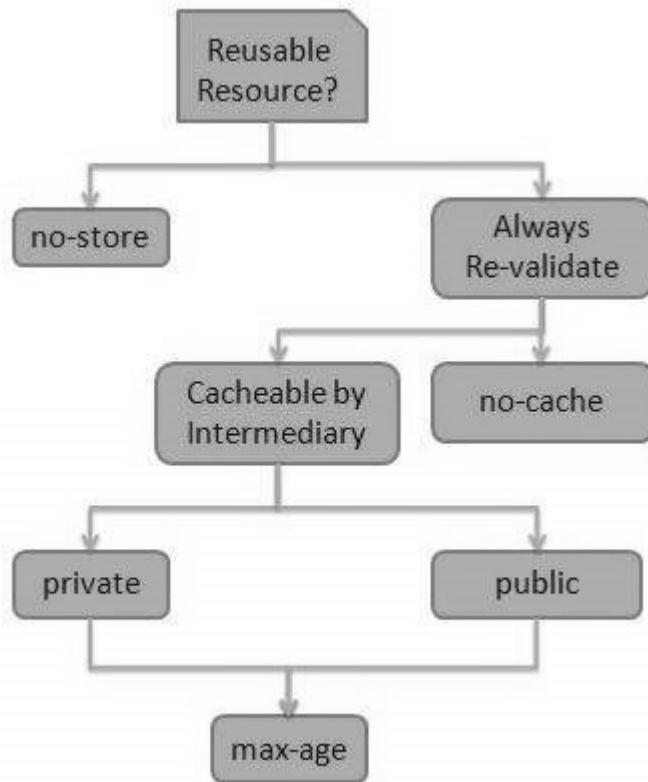 Reusable
Resource?
no-store
Always
Re-validate
Cacheable by
Intermediary
no-cache
private
public
max-age